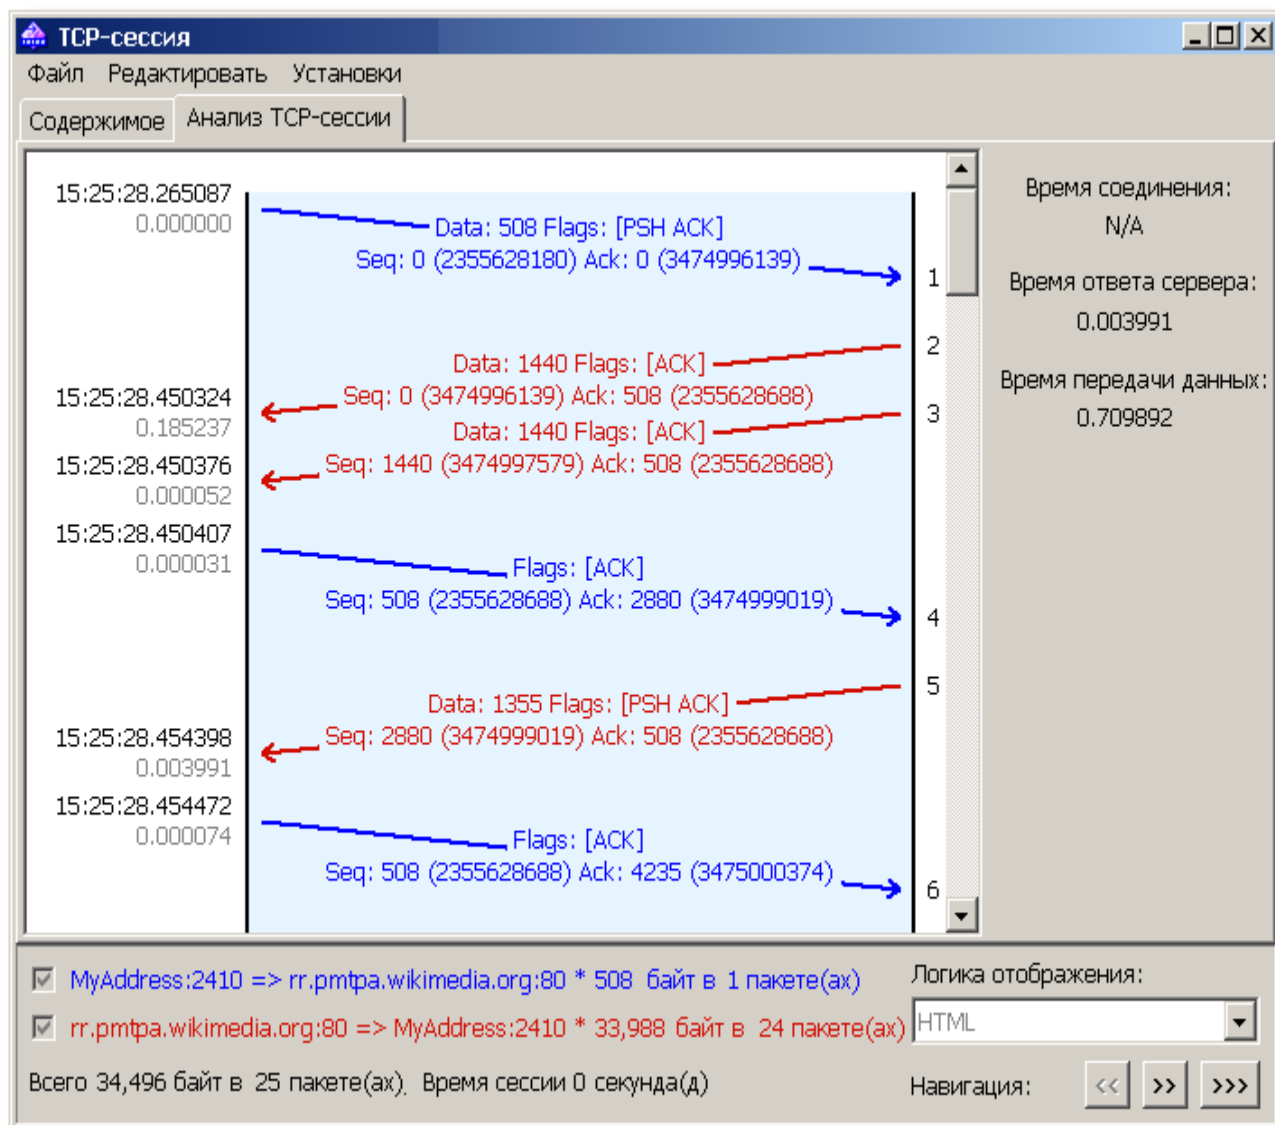 TCP-сессия
Файл Редактировать Установки
Содержимое Анализ TCP-сессии
15:25:28.265087
0.000000
Data: 508 Flags: [PSH ACK]
Seq: 0 (2355628180) Ack: 0 (3474996139)
1
2
Data: 1440 Flags: [ACK]
15:25:28.450324
Seq: 0 (3474996139) Ack: 508 (2355628688)
0.185237
3
Data: 1440 Flags: [ACK]
15:25:28.450376
Seq: 1440 (3474997579) Ack: 508 (2355628688)
0.000052
15:25:28.450407
0.000031
Flags: [ACK]
Seq: 508 (2355628688) Ack: 2880 (3474999019)
4
5
Data: 1355 Flags: [PSH ACK]
15:25:28.454398
Seq: 2880 (3474999019) Ack: 508 (2355628688)
0.003991
15:25:28.454472
0.000074
Flags: [ACK]
Seq: 508 (2355628688) Ack: 4235 (3475000374)
6
Время соединения:
N/A
Время ответа сервера:
0.003991
Время передачи данных:
0.709892
MyAddress:2410 => rr.pmtpa.wikimedia.org:80 * 508 байт в 1 пакете(ах)
rr.pmtpa.wikimedia.org:80 => MyAddress:2410 * 33,988 байт в 24 пакете(ах)
Всего 34,496 байт в 25 пакете(ах). Время сессии 0 секунда(д)
Логика отображения:
HTML
Навигация: << >> >>>